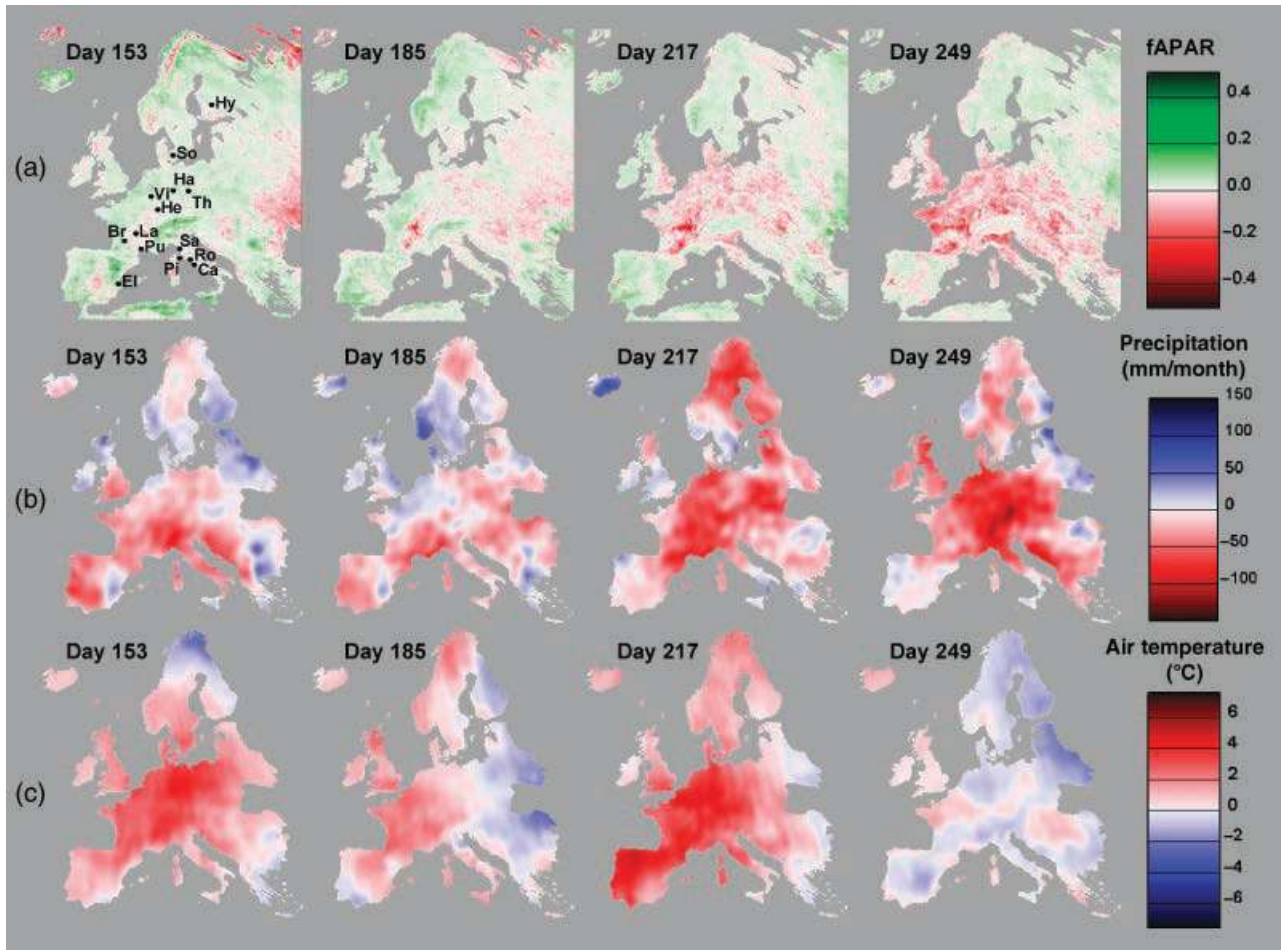 Day 153
Day 185
Day 217
Day 249
fAPAR
(a)
Hy
So
Ha
Vi
Th
He
Br
La
Pu
Sa
Ro
Pi
Ca
El
0.4
0.2
0.0
−0.2
−0.4
Day 153
Day 185
Day 217
Day 249
Precipitation
(mm/month)
(b)
150
100
50
0
−50
−100
Day 153
Day 185
Day 217
Day 249
Air temperature
(°C)
(c)
6
4
2
0
−2
−4
−6